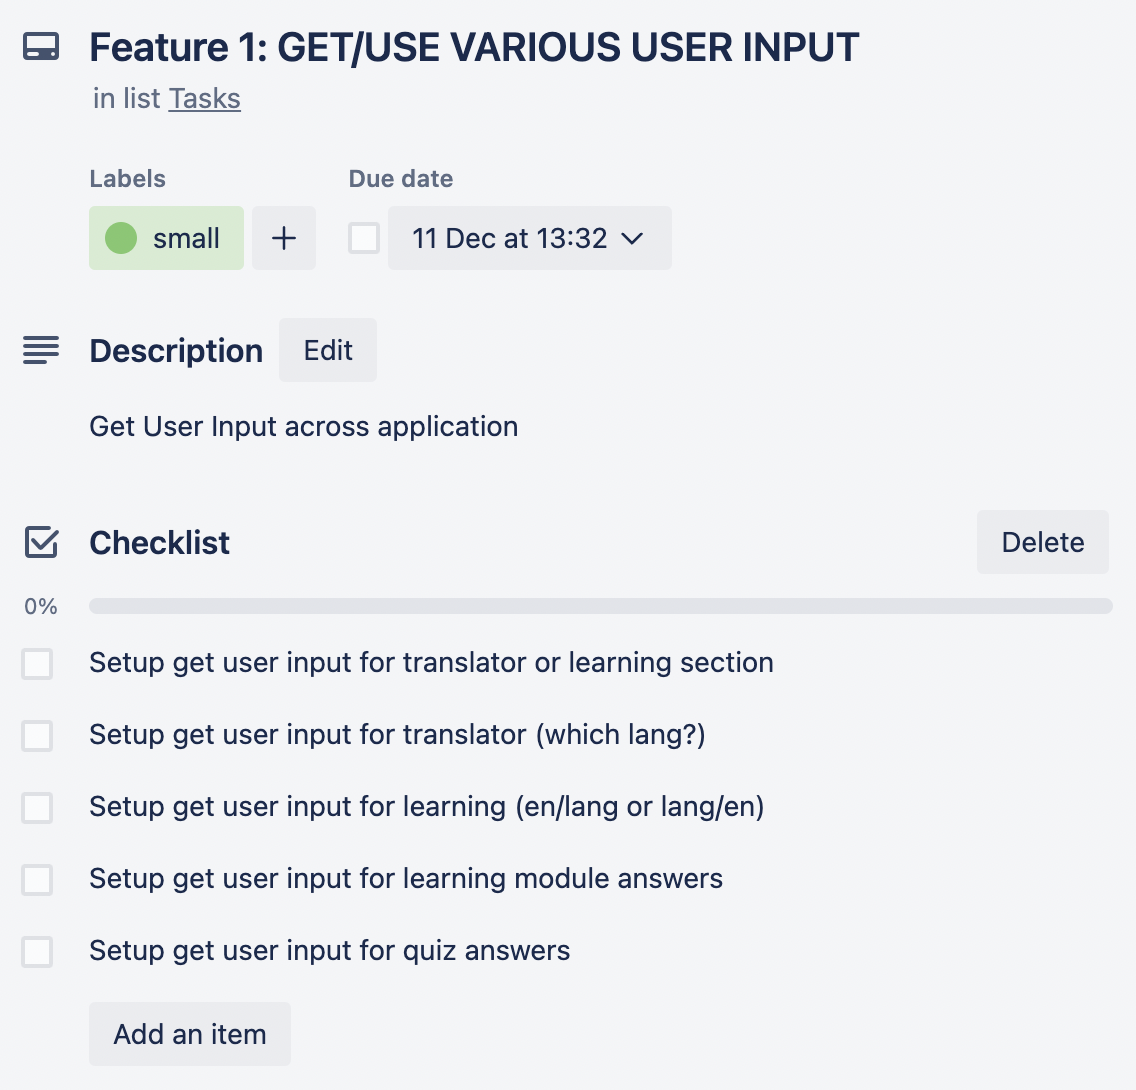 Feature 1: GET/USE VARIOUS USER INPUT
in list Tasks
Labels
Due date
small
+
11 Dec at 13:32
Description
Edit
Get User Input across application
Checklist
Delete
0%
Setup get user input for translator or learning section
Setup get user input for translator (which lang?)
Setup get user input for learning (en/lang or lang/en)
Setup get user input for learning module answers
Setup get user input for quiz answers
Add an item